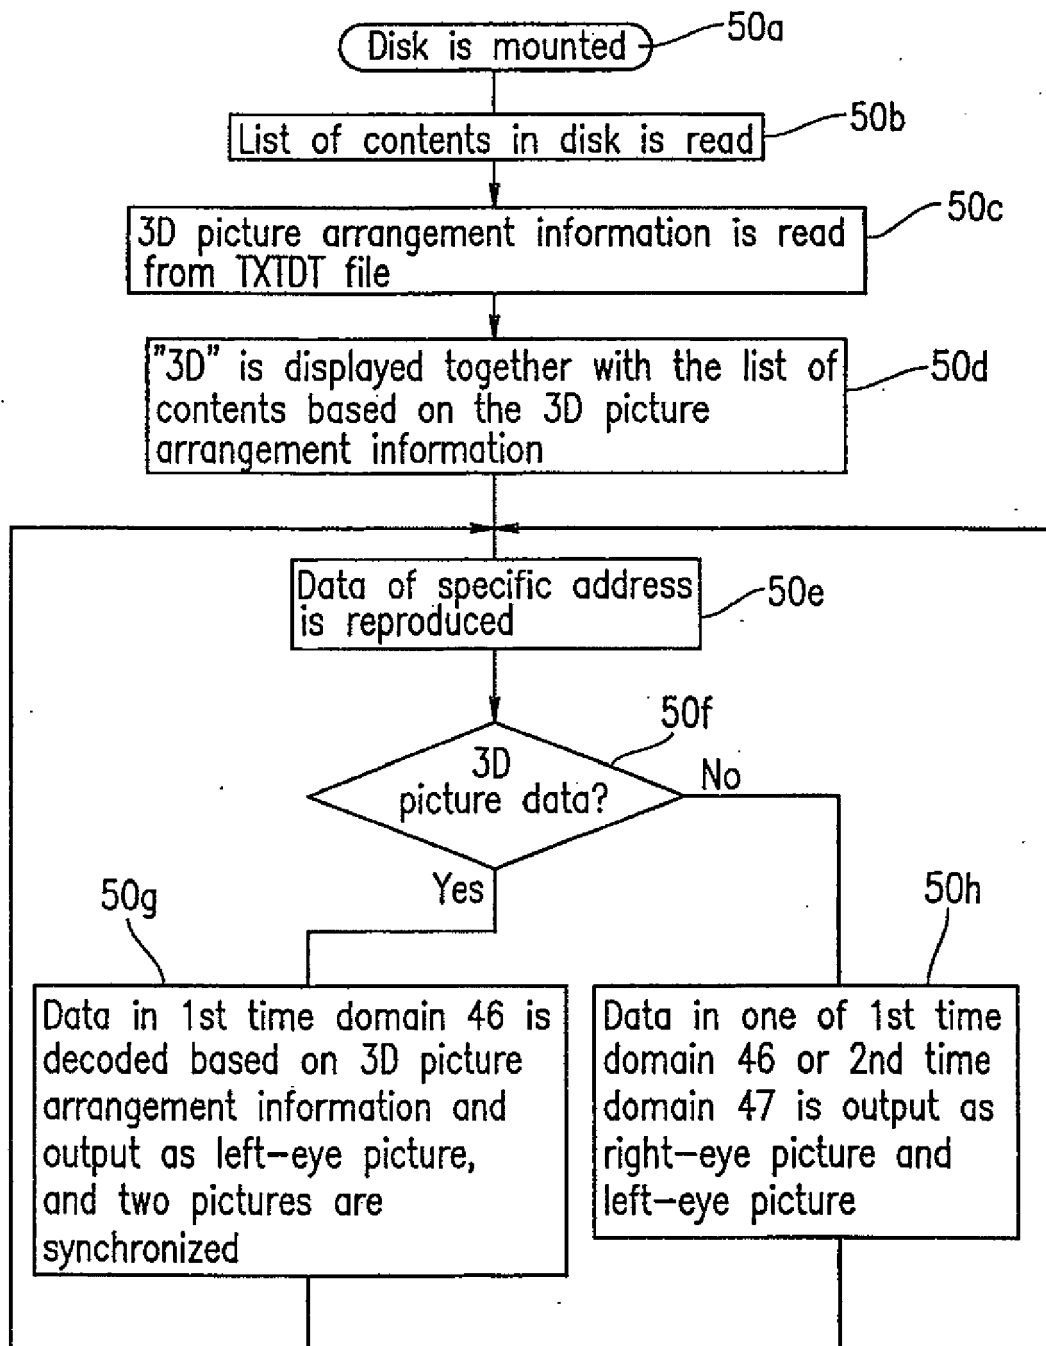 50a
Disk is mounted
50b
List of contents in disk is read
50c
3D picture arrangement information is read
from TXTDT file
50d
"3D" is displayed together with the list of
contents based on the 3D picture
arrangement information
Data of specific address
is reproduced
50e
50f
3D
picture data?
No
Yes
50g
50h
Data in 1st time domain 46 is
decoded based on 3D picture
arrangement information and
output as left-eye picture,
and two pictures are
synchronized
Data in one of 1st time
domain 46 or 2nd time
domain 47 is output as
right-eye picture and
left-eye picture